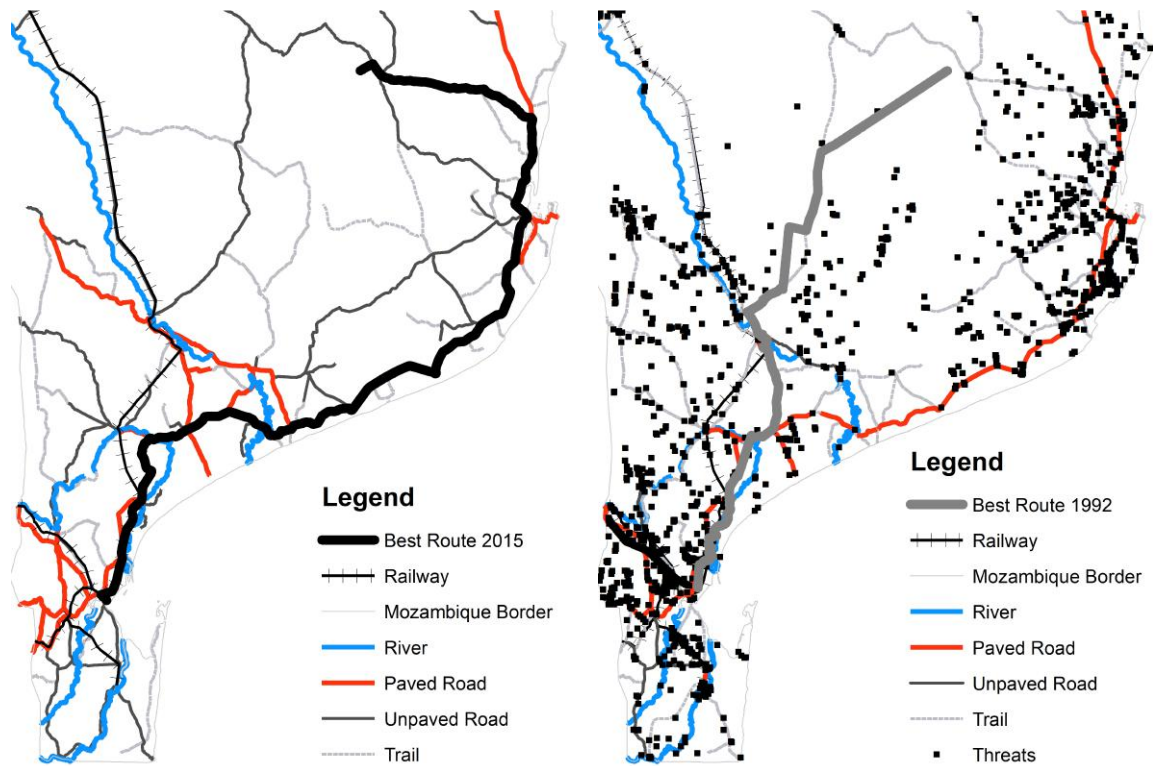 Legend
Best Route 2015
Railway
Mozambique Border
River
Paved Road
Unpaved Road
Trail
Legend
Best Route 1992
Railway
Mozambique Border
River
Paved Road
Unpaved Road
Trail
Threats